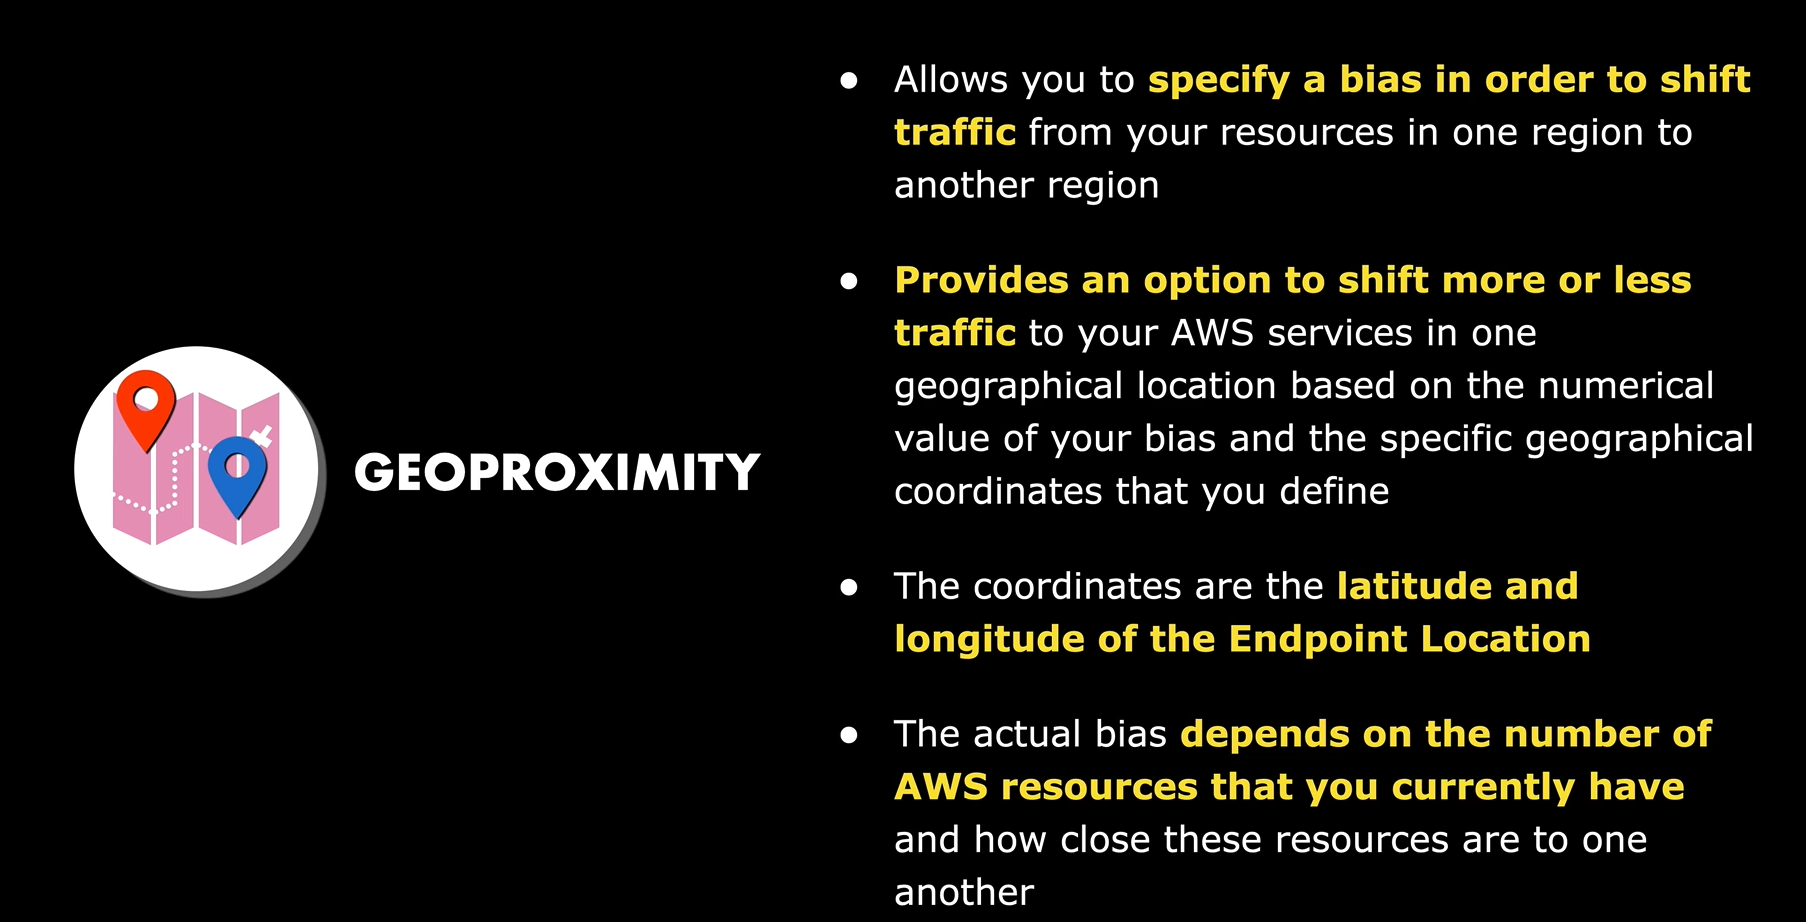 GEOPROXIMITY
● Allows you to specify a bias in order to shift
traffic from your resources in one region to
another region
● Provides an option to shift more or less
traffic to your AWS services in one
geographical location based on the numerical
value of your bias and the specific geographical
coordinates that you define
● The coordinates are the latitude and
longitude of the Endpoint Location
● The actual bias depends on the number of
AWS resources that you currently have
and how close these resources are to one
another